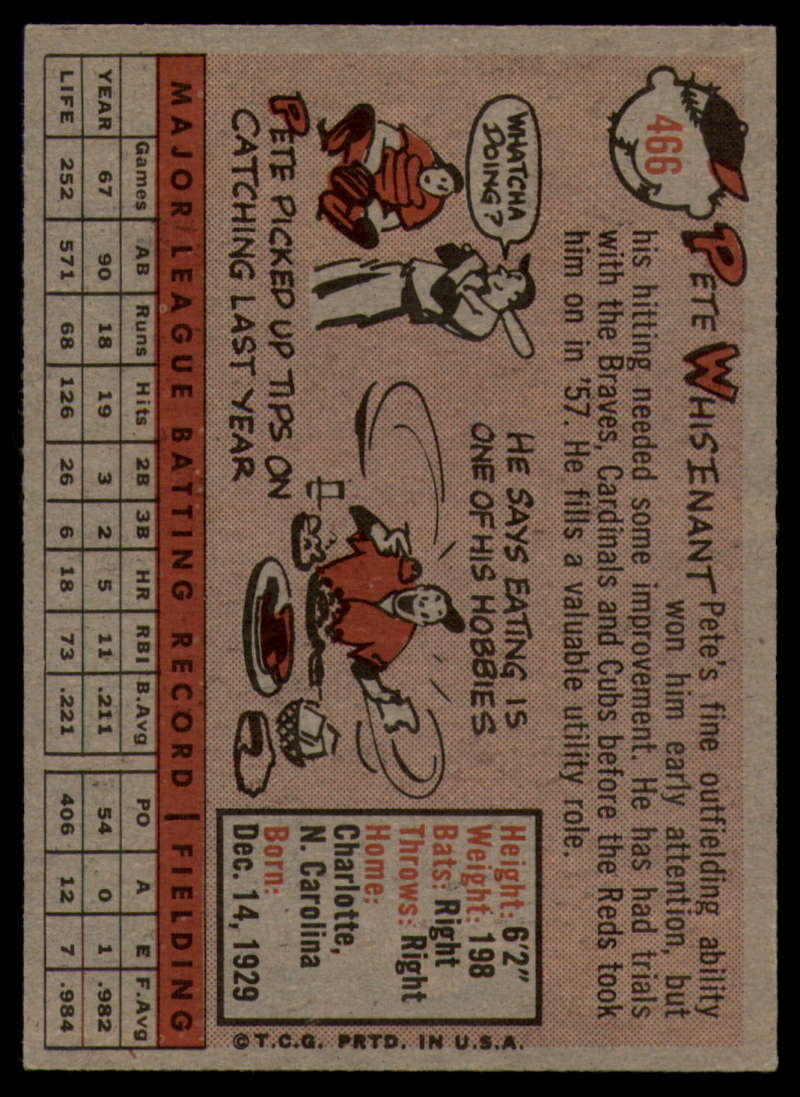 466
PETE WHISENANT
Pete's fine outfielding ability
won him early attention, but
his hitting needed some improvement. He has had trials
with the Braves, Cardinals and Cubs before the Reds took
him on in '57. He fills a valuable utility role.
WHATCHA
DOING?
PETE PICKED UP TIPS ON
CATCHING LAST YEAR
HE SAYS EATING IS
ONE OF HIS HOBBIES
Height: 6'2"
Weight: 198
Bats: Right
Throws: Right
Home:
Charlotte,
N. Carolina
Born:
Dec. 14, 1929
MAJOR LEAGUE BATTING RECORD | FIELDING
Games AB Runs Hits 2B 3B HR RBI B.Avg PO A E F.Avg
YEAR 67 90 18 19 3 2 5 11 .211 54 0 1 .982
LIFE 252 571 68 126 26 6 18 73 .221 406 12 7 .984
©T.C.G. PRTD. IN U.S.A.